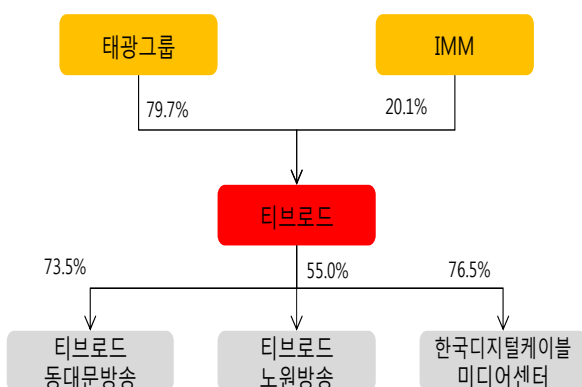 태광그룹
IMM
79.7%
20.1%
티브로드
73.5%
55.0%
76.5%
티브로드
동대문방송
티브로드
노원방송
한국디지털케이블
미디어센터